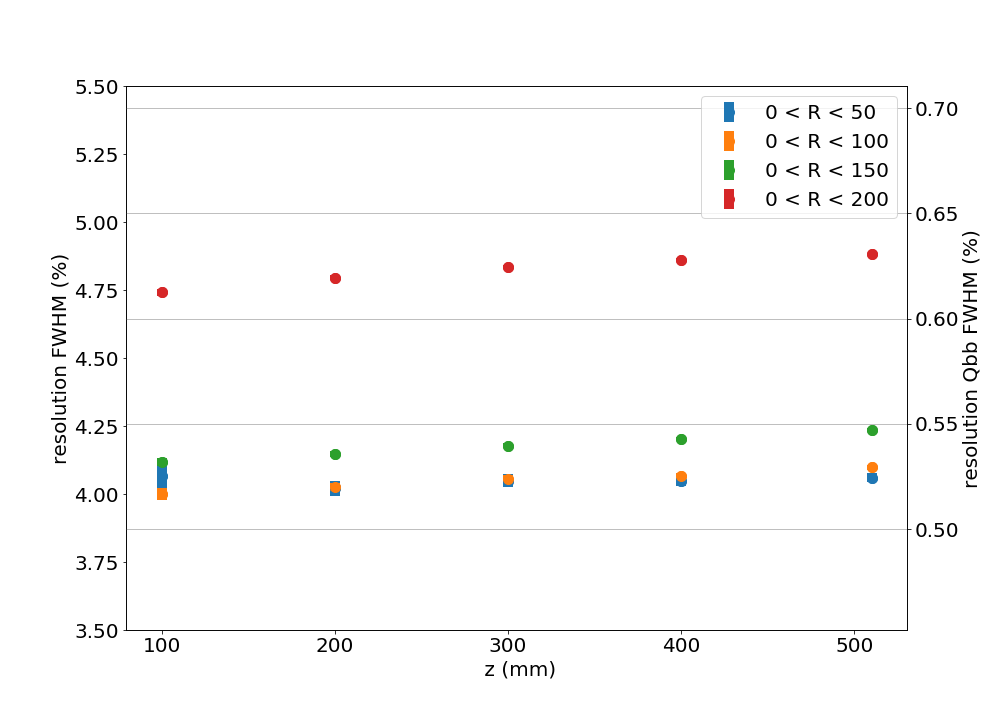 5.50
5.25
5.00
4.75
4.50
4.25
4.00
3.75
3.50
resolution FWHM (%)
0 < R < 50
0 < R < 100
0 < R < 150
0 < R < 200
0.70
0.65
0.60
0.55
0.50
resolution Qbb FWHM (%)
100 200 300 400 500
z (mm)